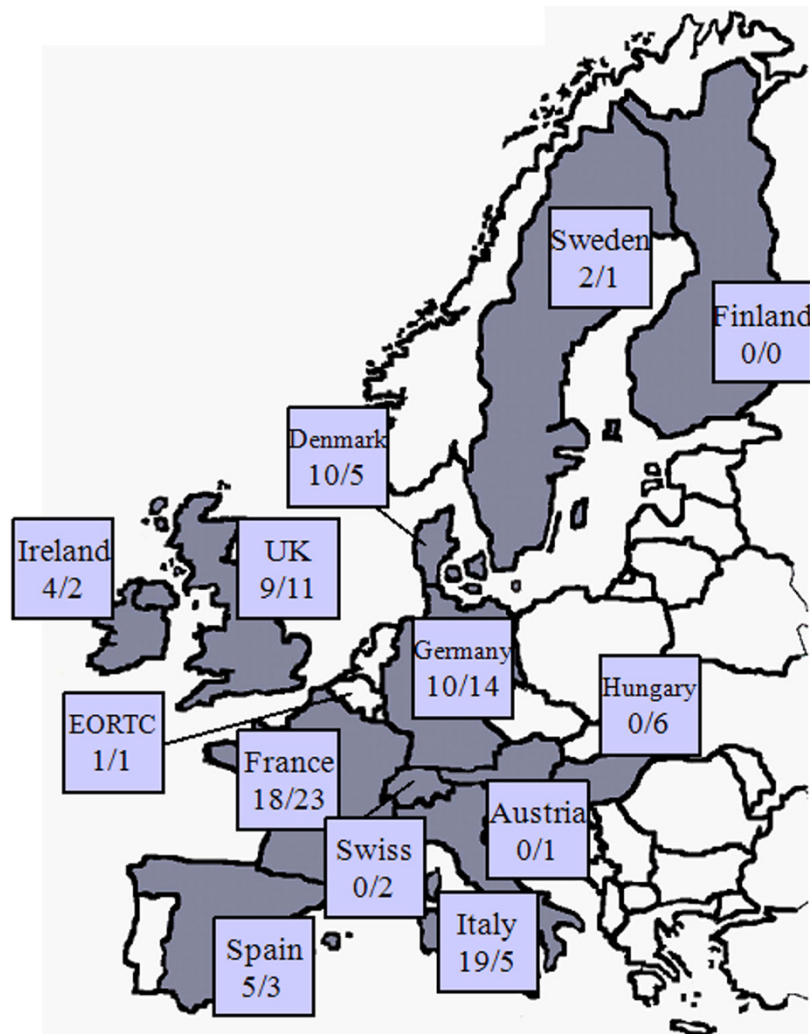 Sweden
2/1
Finland
0/0
Denmark
10/5
Ireland
4/2
UK
9/11
Germany
10/14
Hungary
0/6
EORTC
1/1
France
18/23
Austria
0/1
Swiss
0/2
Italy
19/5
Spain
5/3